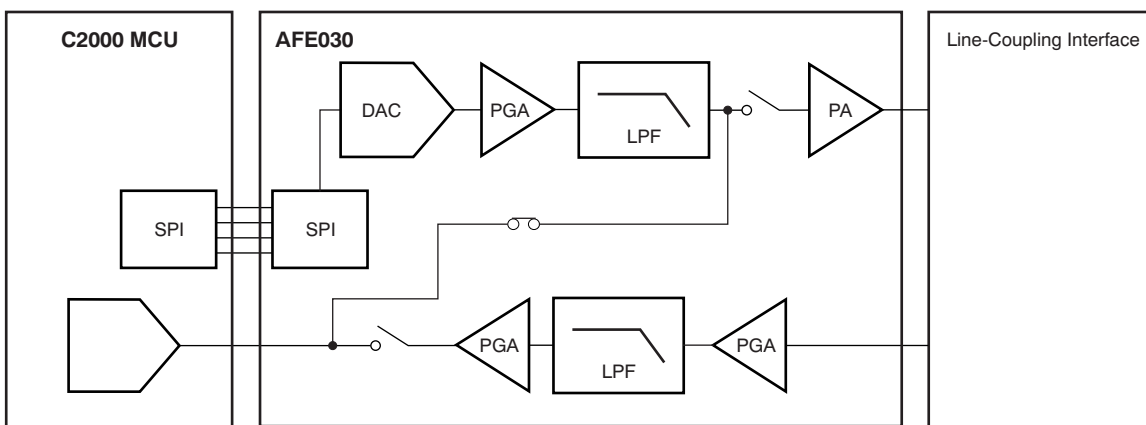 C2000 MCU
AFE030
Line-Coupling Interface
DAC
PGA
LPF
PA
SPI
SPI
PGA
LPF
PGA